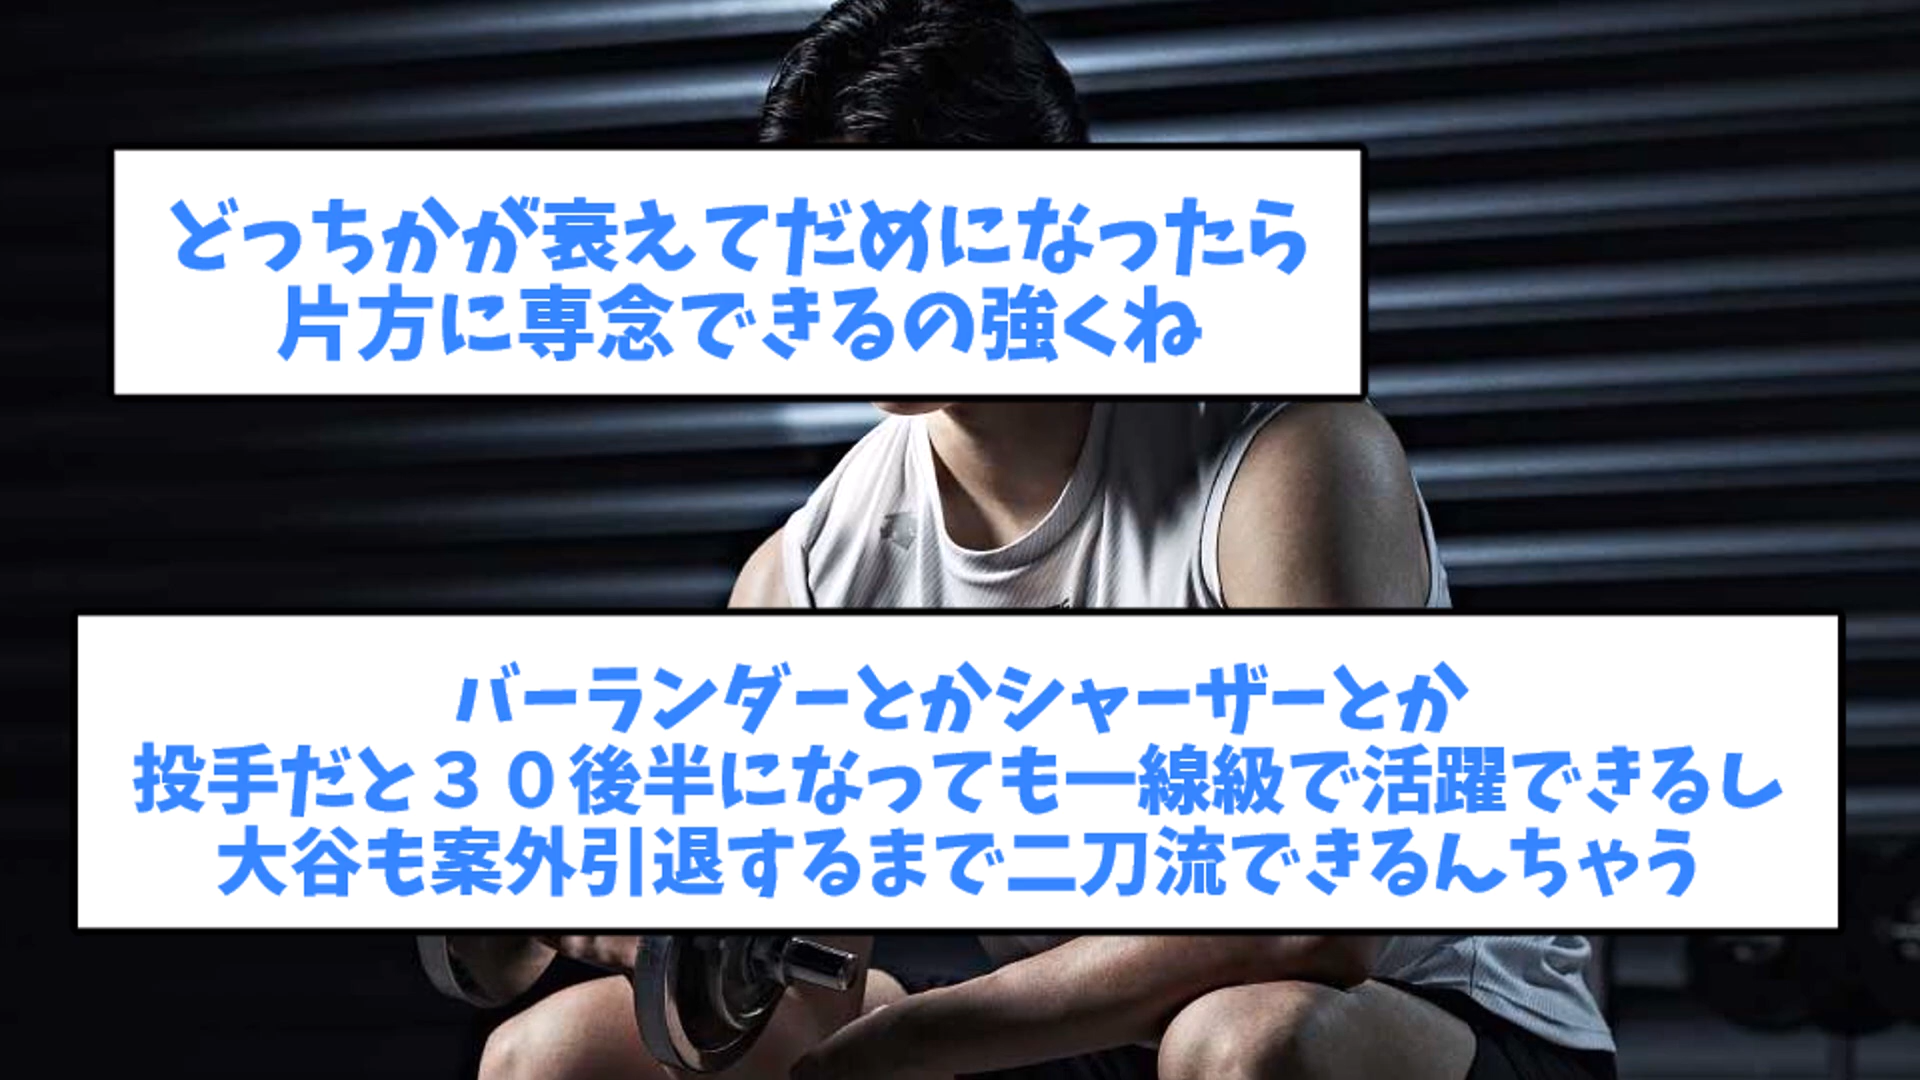 どっちかが衰えてだめになったら
片方に専念できるの強くね
バーランダーとかシャーザーとか
投手だと３０後半になっても一線級で活躍できるし
大谷も案外引退するまで二刀流できるんちゃう